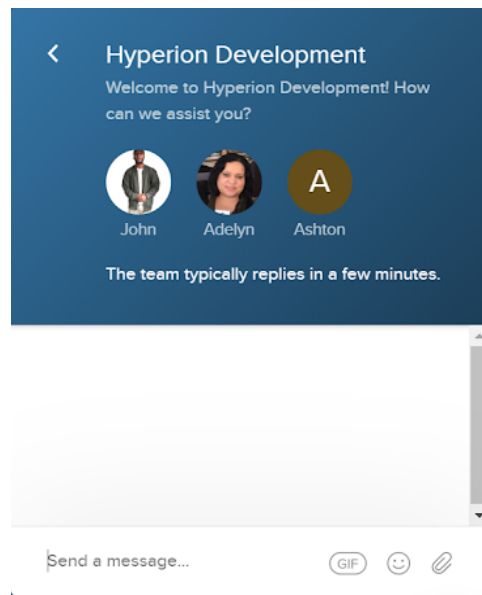 Hyperion Development
Welcome to Hyperion Development! How
can we assist you?
A
John Adelyn Ashton
The team typically replies in a few minutes.
Send a message...
GIF